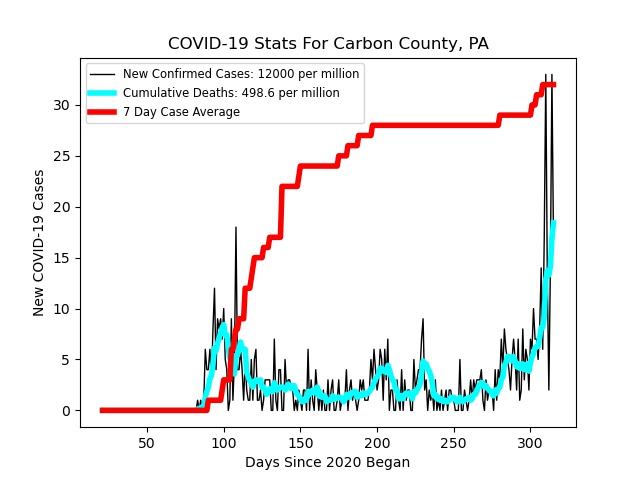 COVID-19 Stats For Carbon County, PA
New Confirmed Cases: 12000 per million
Cumulative Deaths: 498.6 per million
7 Day Case Average
New COVID-19 Cases
30
25
20
15
10
5
0
50 100 150 200 250 300
Days Since 2020 Began